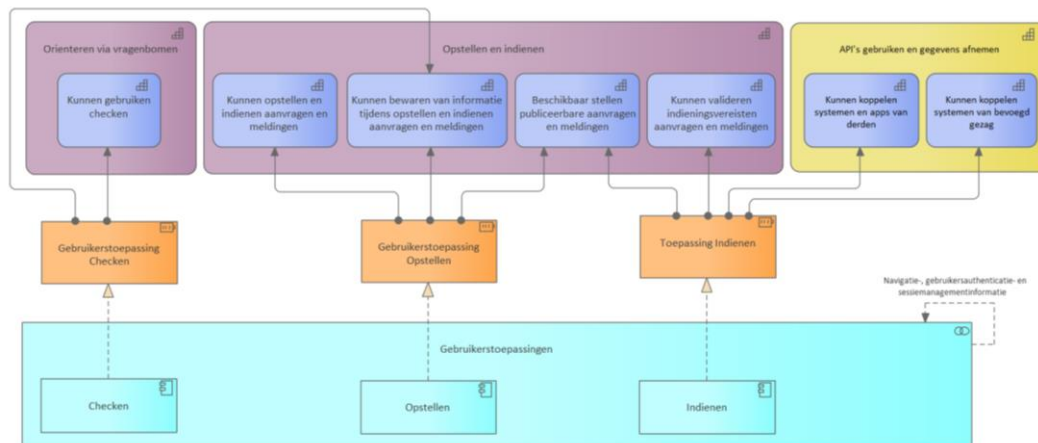 Orienteren via vragenbomen
Kunnen gebruiken
checken
Opstellen en indienen
Kunnen opstellen en
indienen aanvragen en
meldingen
Kunnen bewaren van informatie
tijdens opstellen en indienen
aanvragen en meldingen
Beschikbaar stellen
publiceerbare aanvragen
en meldingen
Kunnen valideren
indieningsvereisten
aanvragen en meldingen
API's gebruiken en gegevens afnemen
Kunnen koppelen
systemen en apps van
derden
Kunnen koppelen
systemen van bevoegd
gezag
Gebruikerstoepassing
Checken
Gebruikerstoepassing
Opstellen
Toepassing Indienen
Navigatie-, gebruikersauthenticatie- en
sessiemanagementinformatie
Gebruikerstoepassingen
Checken
Opstellen
Indienen